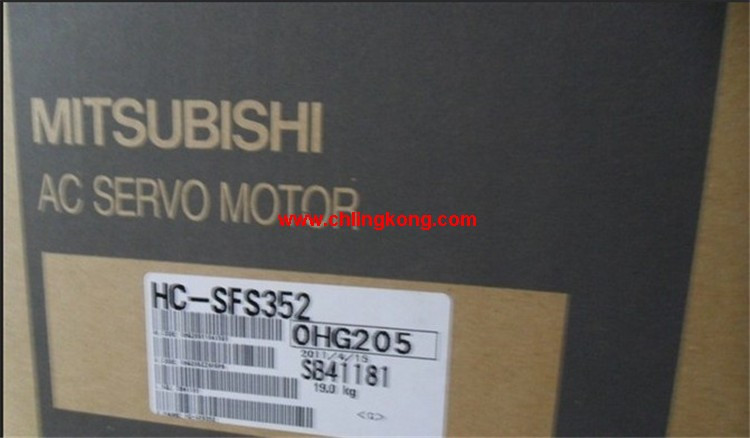 MITSUBISHI
AC SERVO MOTOR
www.chlingkong.com
HC-SFS352
0HG205
2011/4/15
SB41181
19.0 kg